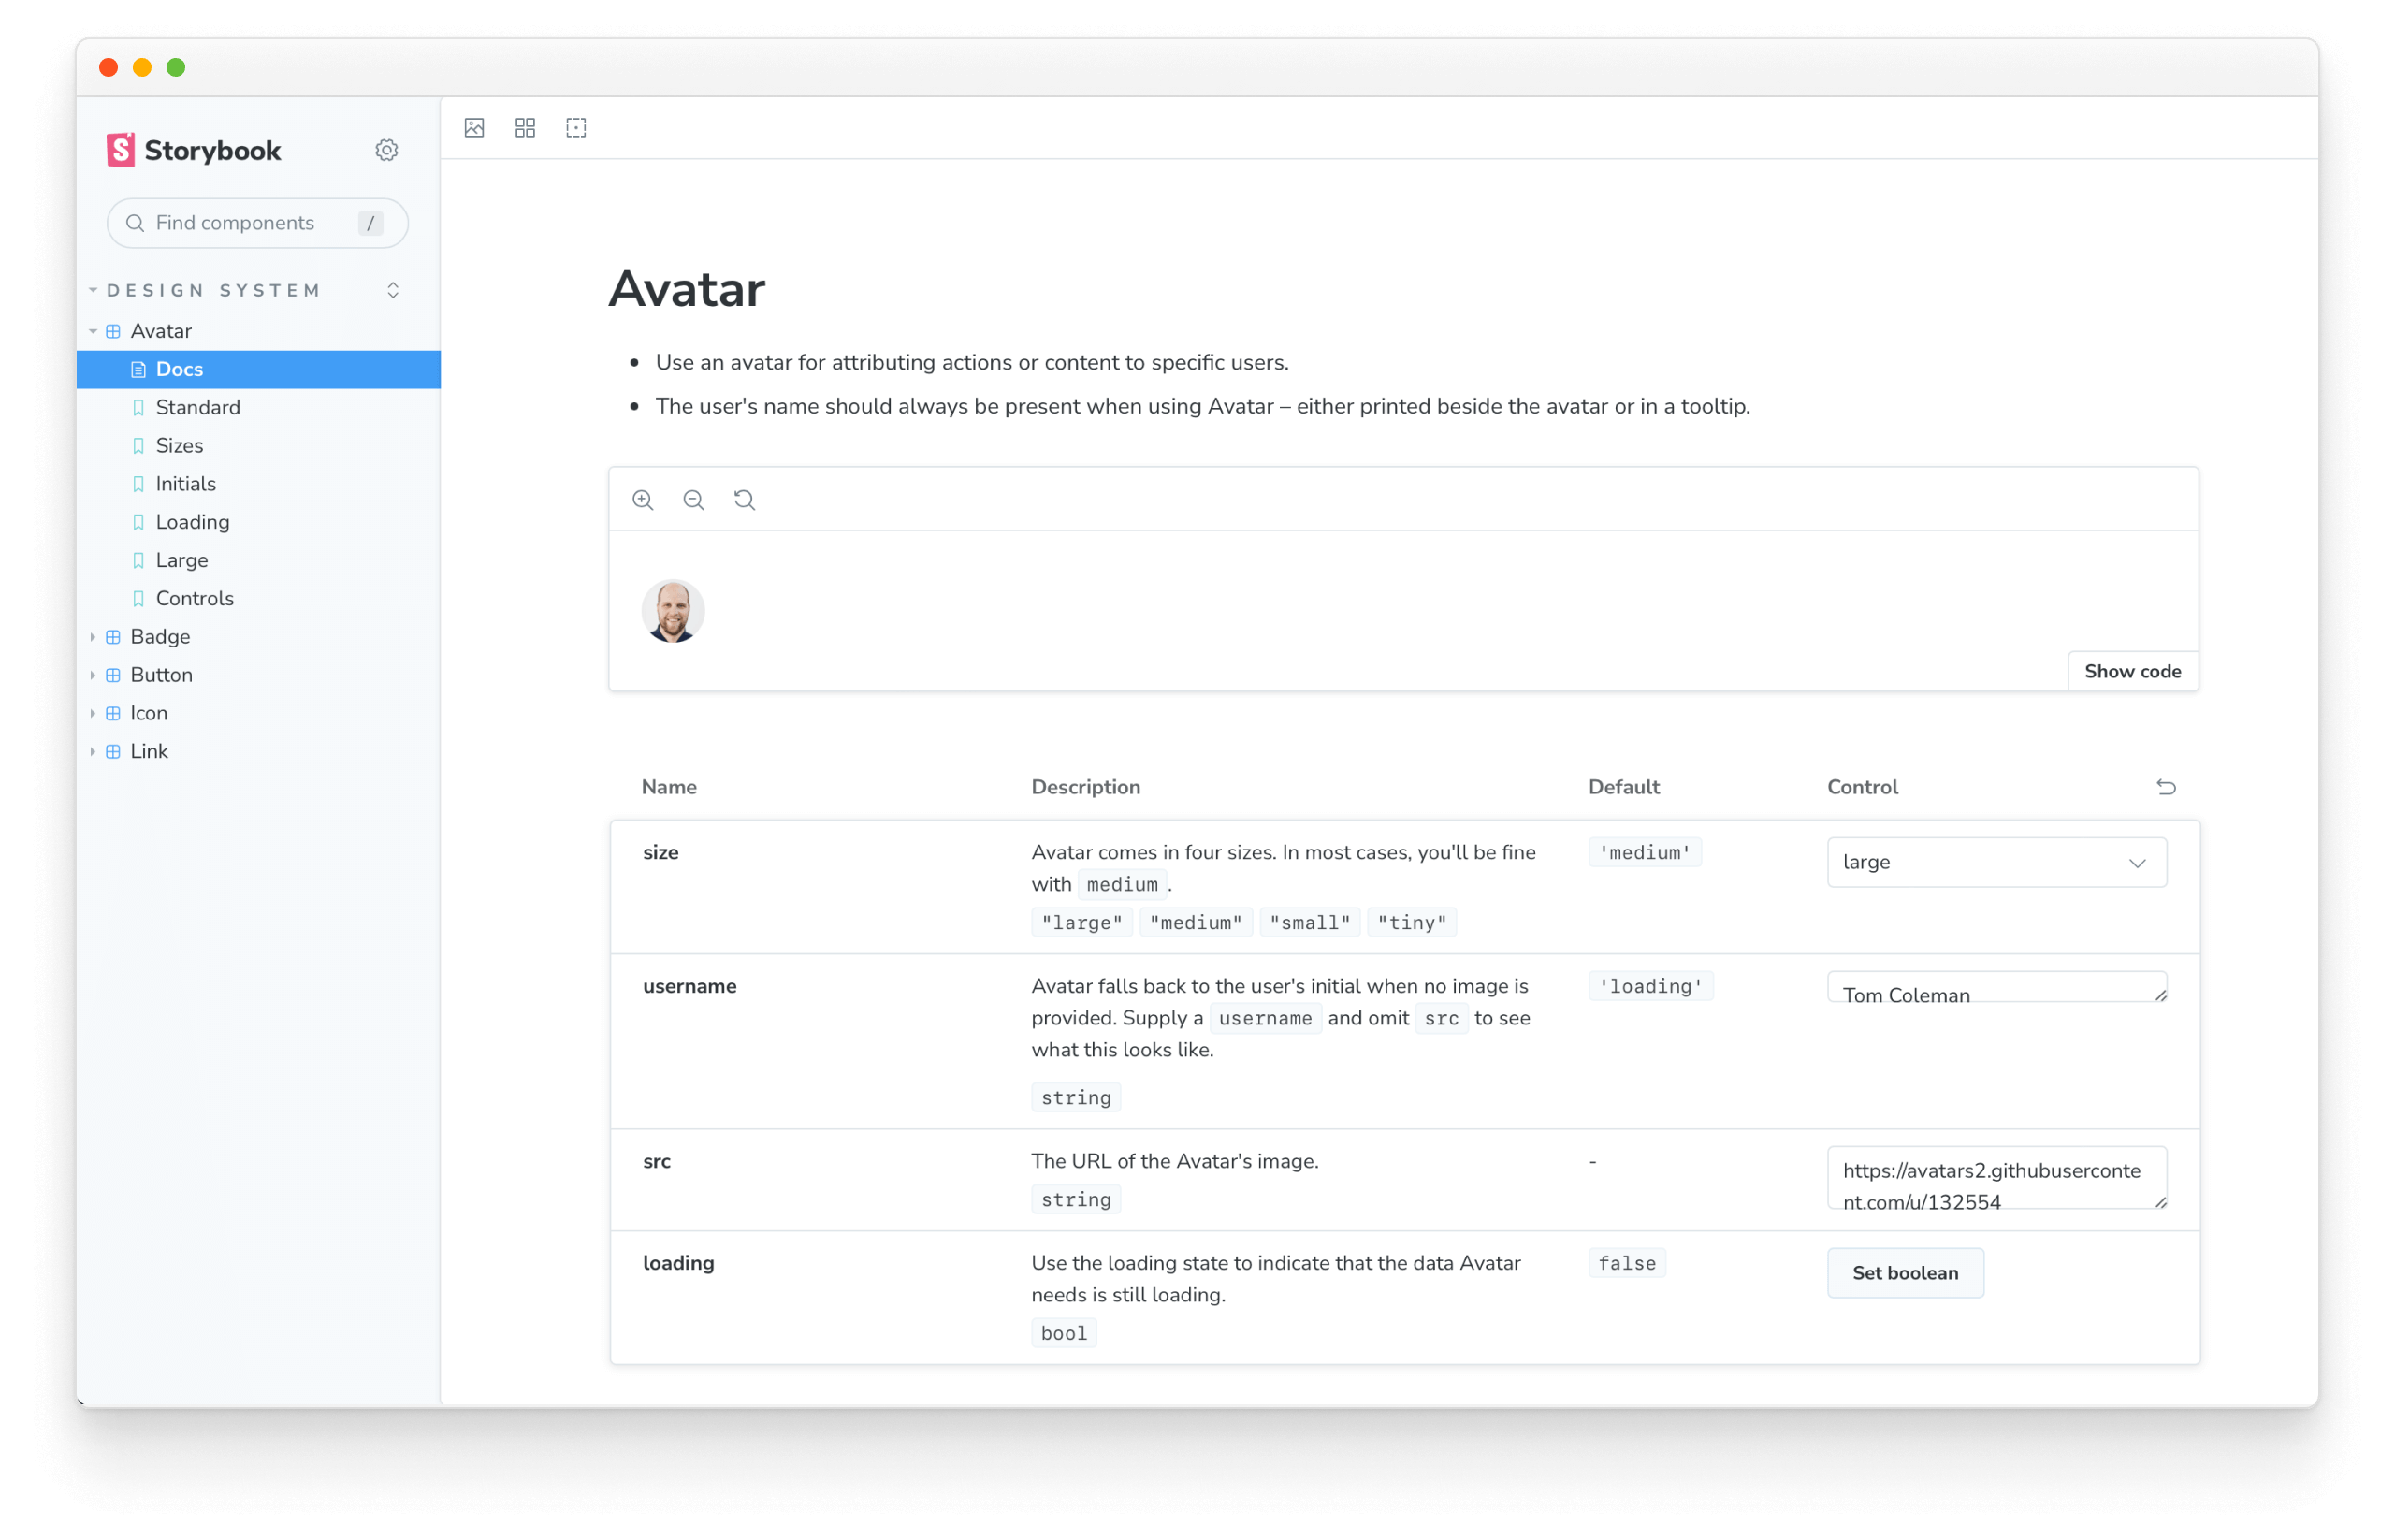 Storybook
Find components /
DESIGN SYSTEM
Avatar
Docs
Standard
Sizes
Initials
Loading
Large
Controls
Badge
Button
Icon
Link
Avatar
• Use an avatar for attributing actions or content to specific users.
• The user's name should always be present when using Avatar – either printed beside the avatar or in a tooltip.
Show code
Name Description Default Control
size
Avatar comes in four sizes. In most cases, you'll be fine
with medium .
"large" "medium" "small" "tiny"
'medium'
large
username
Avatar falls back to the user's initial when no image is
provided. Supply a username and omit src to see
what this looks like.
string
'loading'
Tom Coleman
src
The URL of the Avatar's image.
string
-
https://avatars2.githubuserconte
nt.com/u/132554
loading
Use the loading state to indicate that the data Avatar
needs is still loading.
bool
false
Set boolean